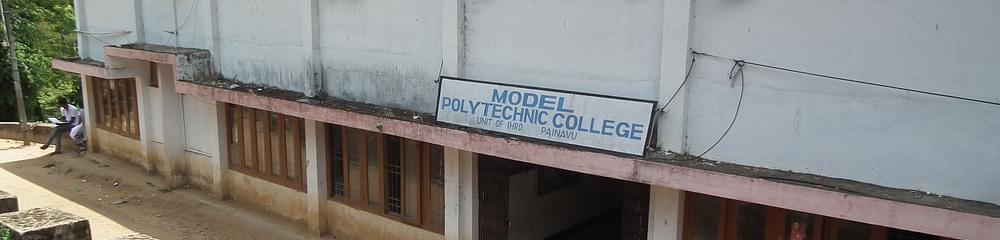 MODEL
POLYTECHNIC COLLEGE
UNIT OF IHRD PAINAVU